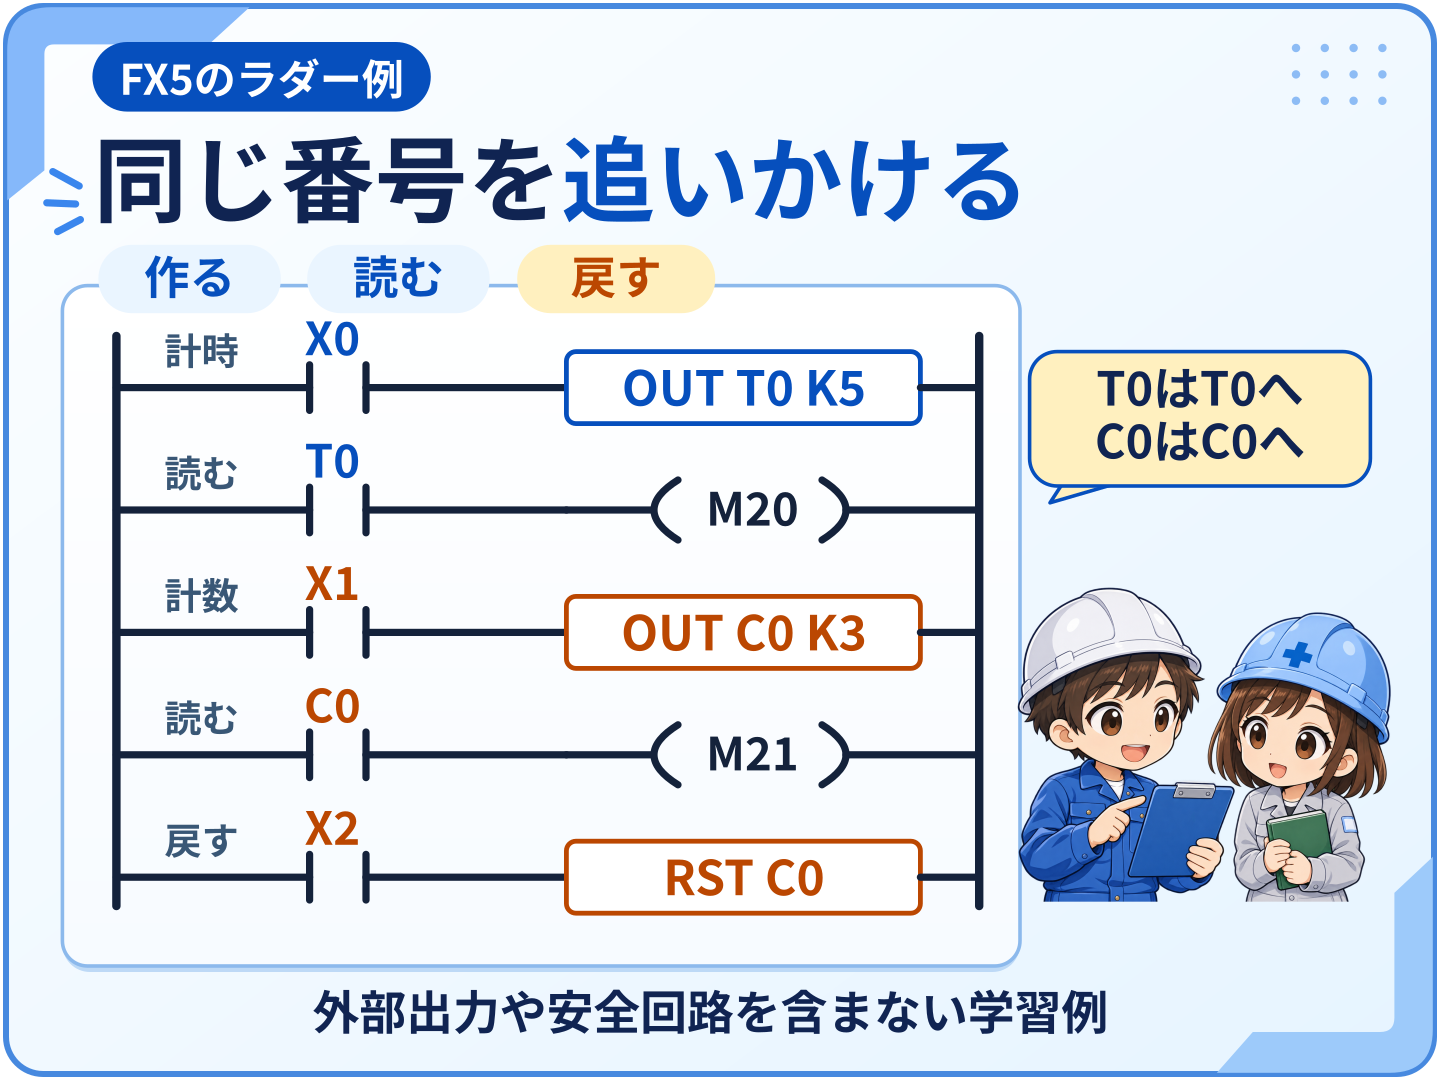 FX5のラダー例
同じ番号を追いかける
作る 読む 戻す
計時 X0 OUT T0 K5
読む T0 M20
計数 X1 OUT C0 K3
読む C0 M21
戻す X2 RST C0
T0はT0へ
C0はC0へ
外部出力や安全回路を含まない学習例